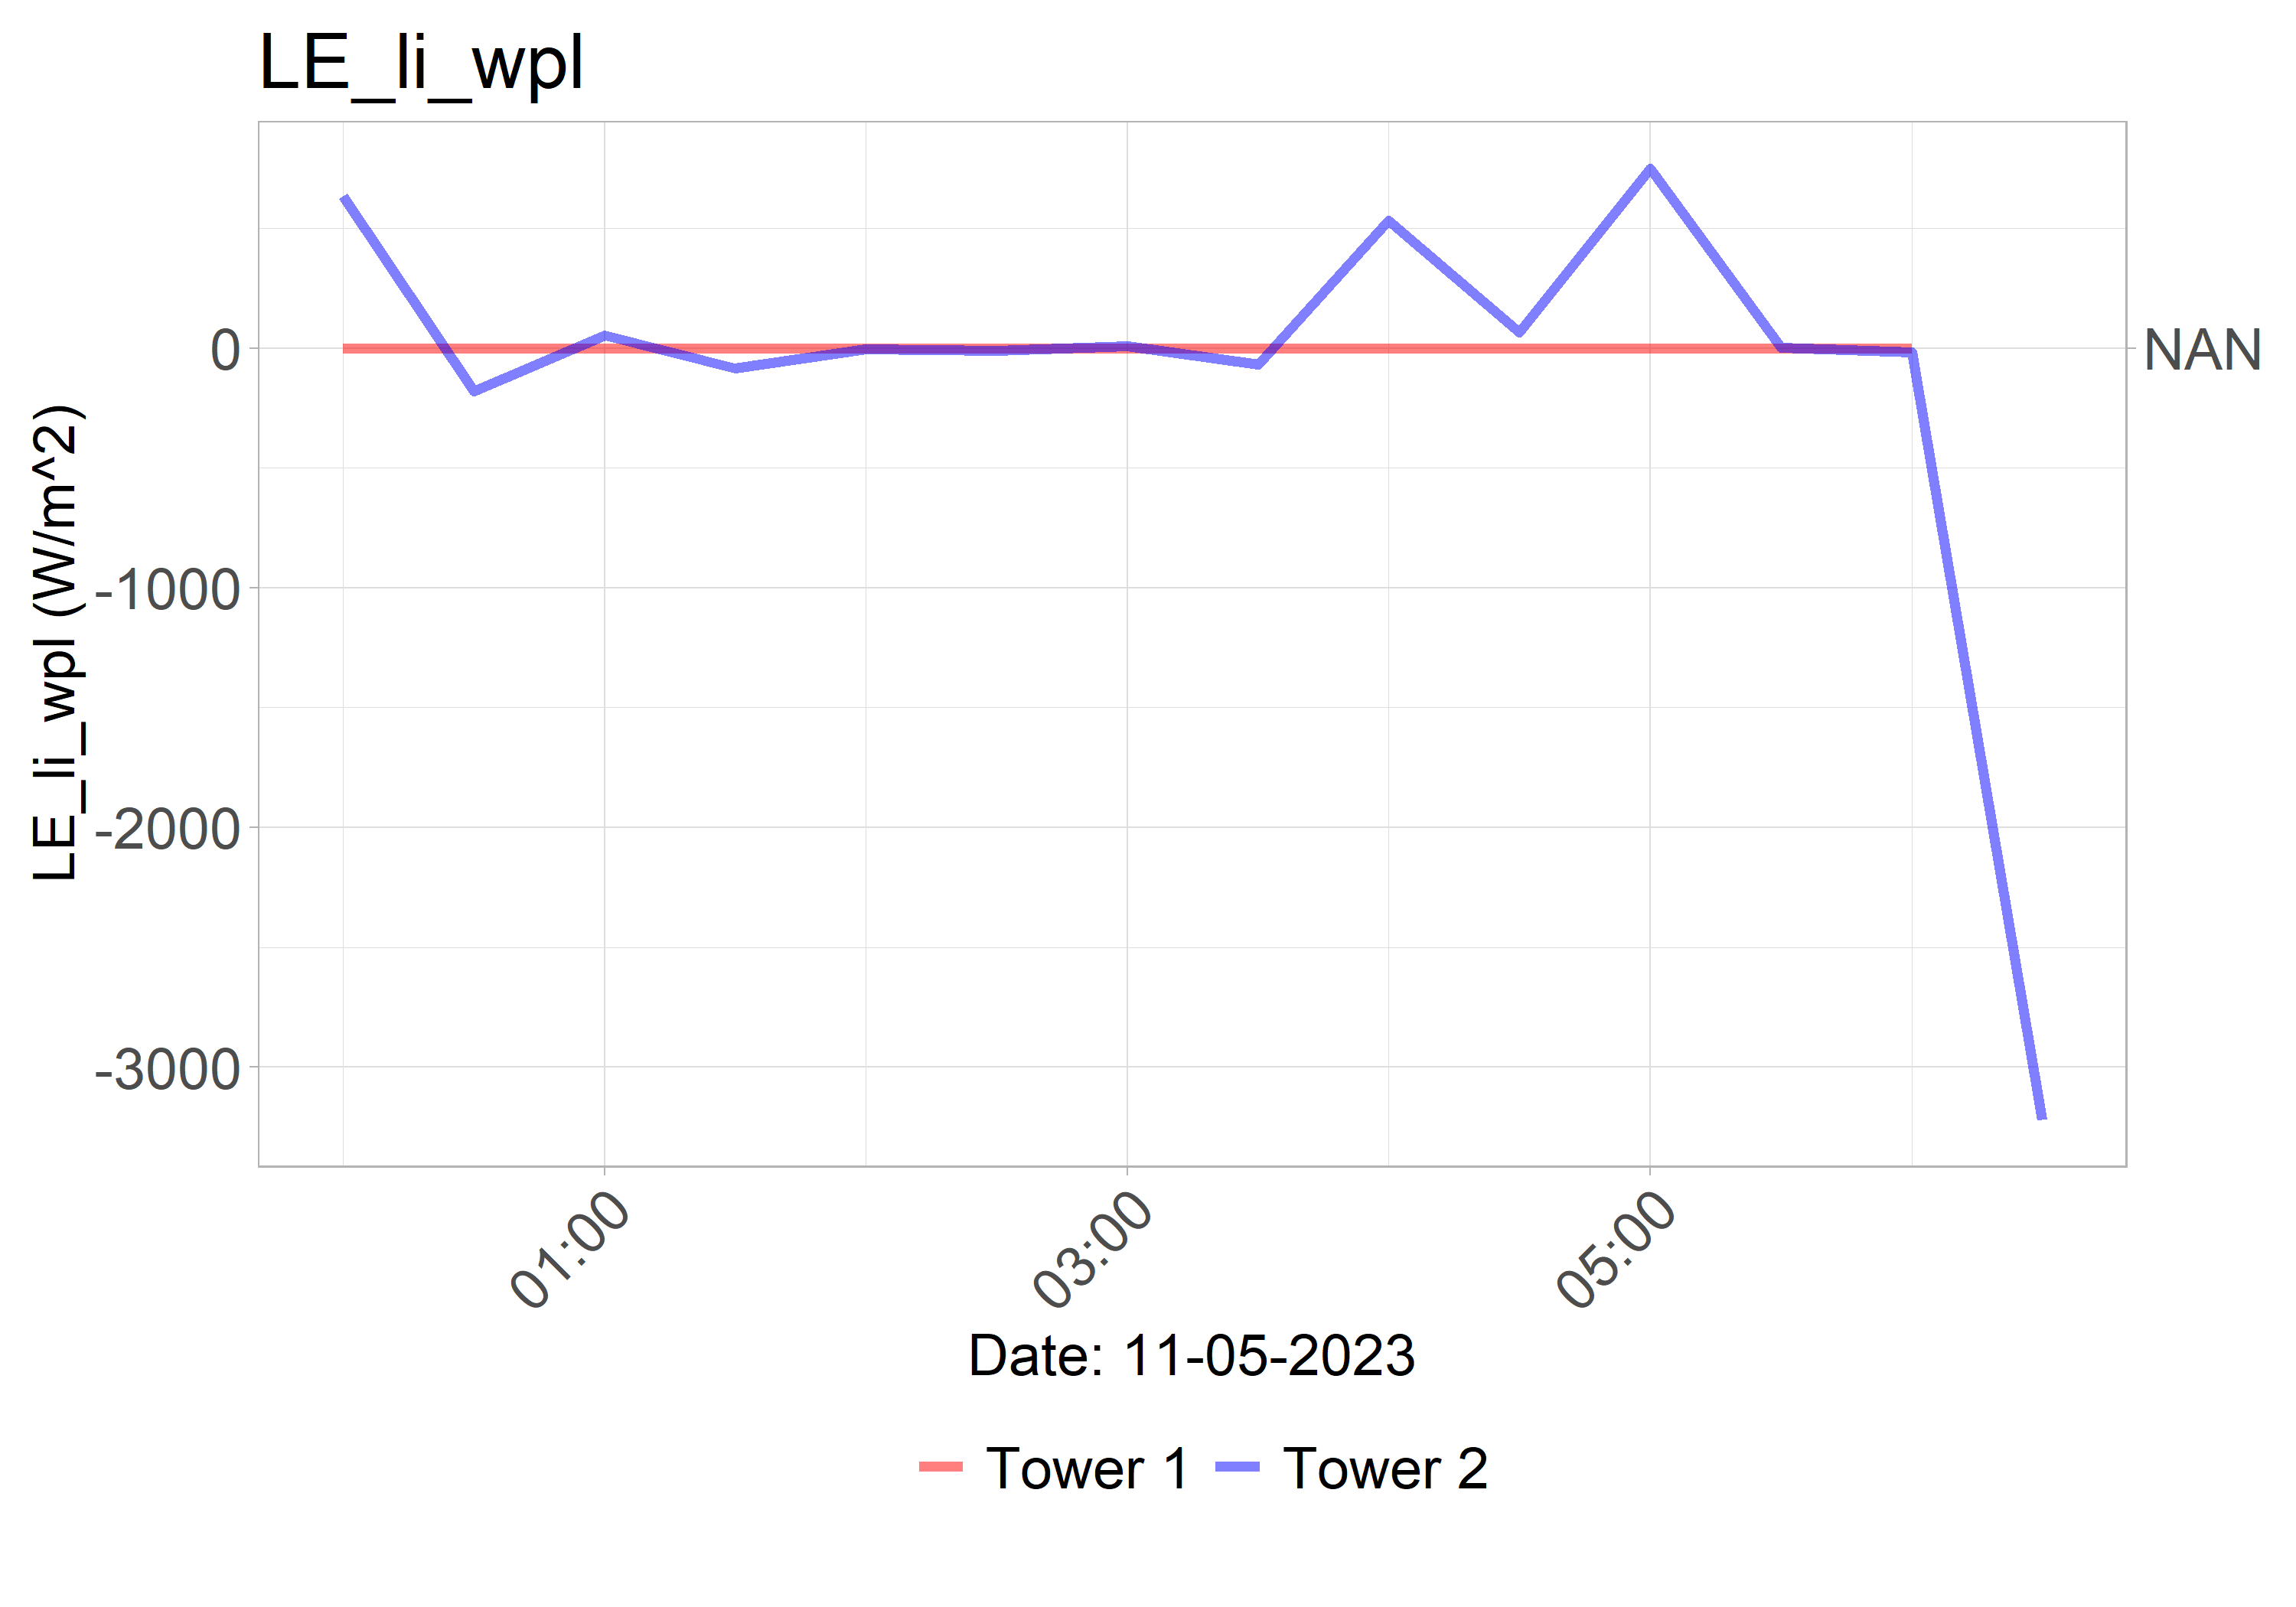 LE_li_wpl
LE_li_wpl (W/m^2)
0
-1000
-2000
-3000
NAN
01:00
03:00
05:00
Date: 11-05-2023
Tower 1
Tower 2